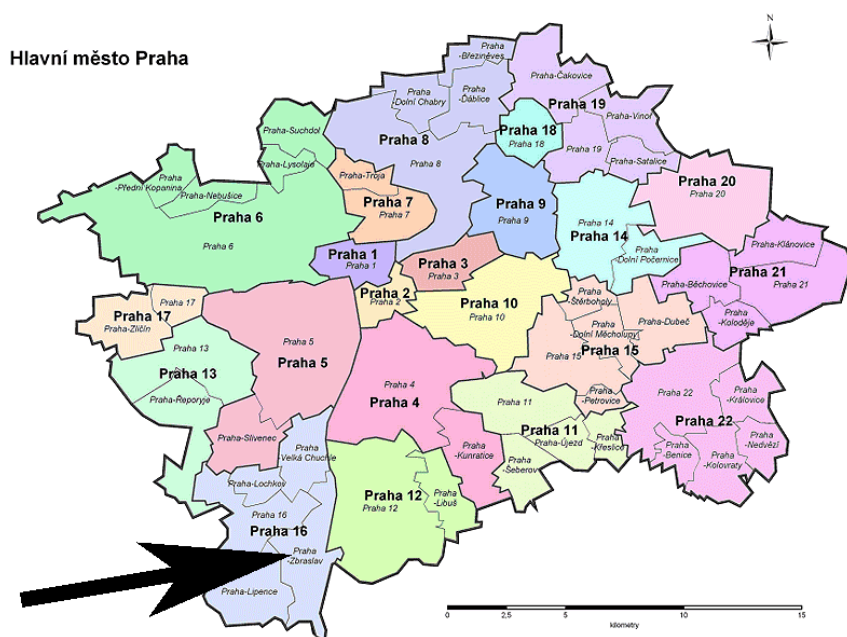 N
Hlavní město Praha
Praha
-Březiněves
Praha-Čakovice
Praha
-Dolní Chabry
Praha
-Ďáblice
Praha 19
Praha-Vinoř
Praha-Suchdol
Praha 8
Praha 18
Praha 18
Praha 19
Praha-Lysolaje
Praha 8
Praha-Satalice
Praha
-Přední Kopanina
Praha-Troja
Praha 20
Praha 20
Praha-Nebušice
Praha 7
Praha 7
Praha 9
Praha 9
Praha 6
Praha 6
Praha 14
Praha 14
Praha-Klánovice
Praha 1
Praha 1
Praha
-Dolní Počernice
Praha 3
Praha 3
Praha 21
Praha 21
Praha-Běchovice
Praha 2
Praha 2
Praha 17
Praha 17
Praha-Zličín
Praha 10
Praha 10
Praha
-Štěrboholy
Praha-Dubeč
Praha
-Koloděje
Praha
-Dolní Měcholupy
Praha 5
Praha 5
Praha 13
Praha 13
Praha 15
Praha 15
Praha-Řeporyje
Praha 4
Praha 4
Praha
-Petrovice
Praha 22
Praha 22
Praha
-Královice
Praha 11
Praha 11
Praha-Slivenec
Praha
Velká Chuchle
Praha
-Kunratice
Praha-Újezd
Praha
-Křeslice
Praha
-Šeberov
Praha
-Benice
Praha
-Kolovraty
Praha
-Nedvězí
Praha-Lochkov
Praha 12
Praha 12
Praha
-Libuš
Praha 16
Praha 16
Praha
-Zbraslav
Praha-Lipence
0 2,5 5 10 15
kilometry